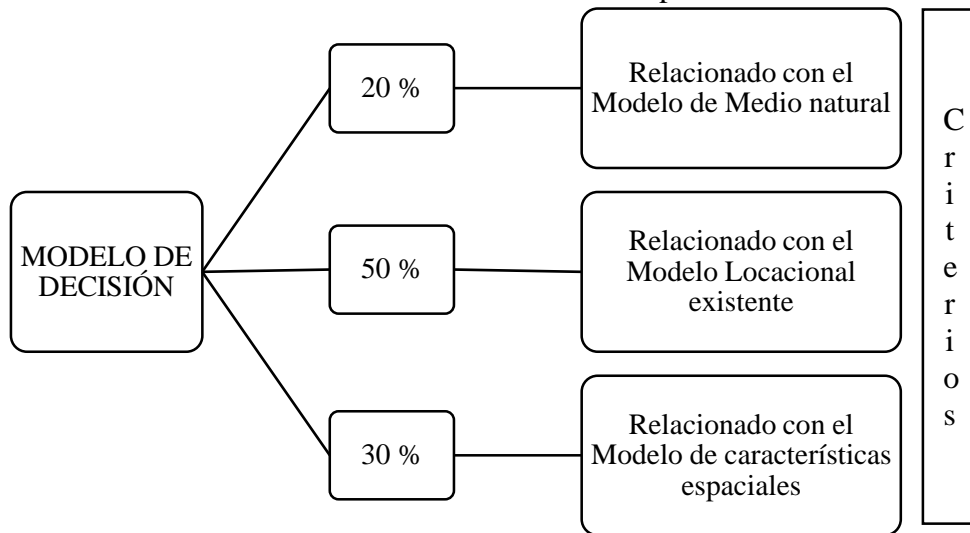 20 %
Relacionado con el
Modelo de Medio natural
MODELO DE
DECISIÓN
50 %
Relacionado con el
Modelo Locacional
existente
30 %
Relacionado con el
Modelo de características
espaciales
C
r
i
t
e
r
i
o
s